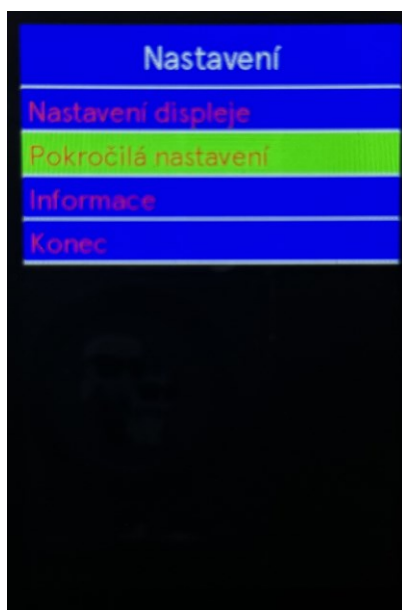 Nastavení
Nastavení displeje
Pokročilá nastavení
Informace
Konec